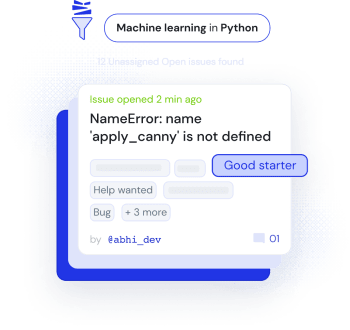 Machine learning in Python
12 Unassigned Open issues found
Issue opened 2 min ago
NameError: name
'apply_canny' is not defined
Good starter
Help wanted
Bug
+ 3 more
by @abhi_dev
01